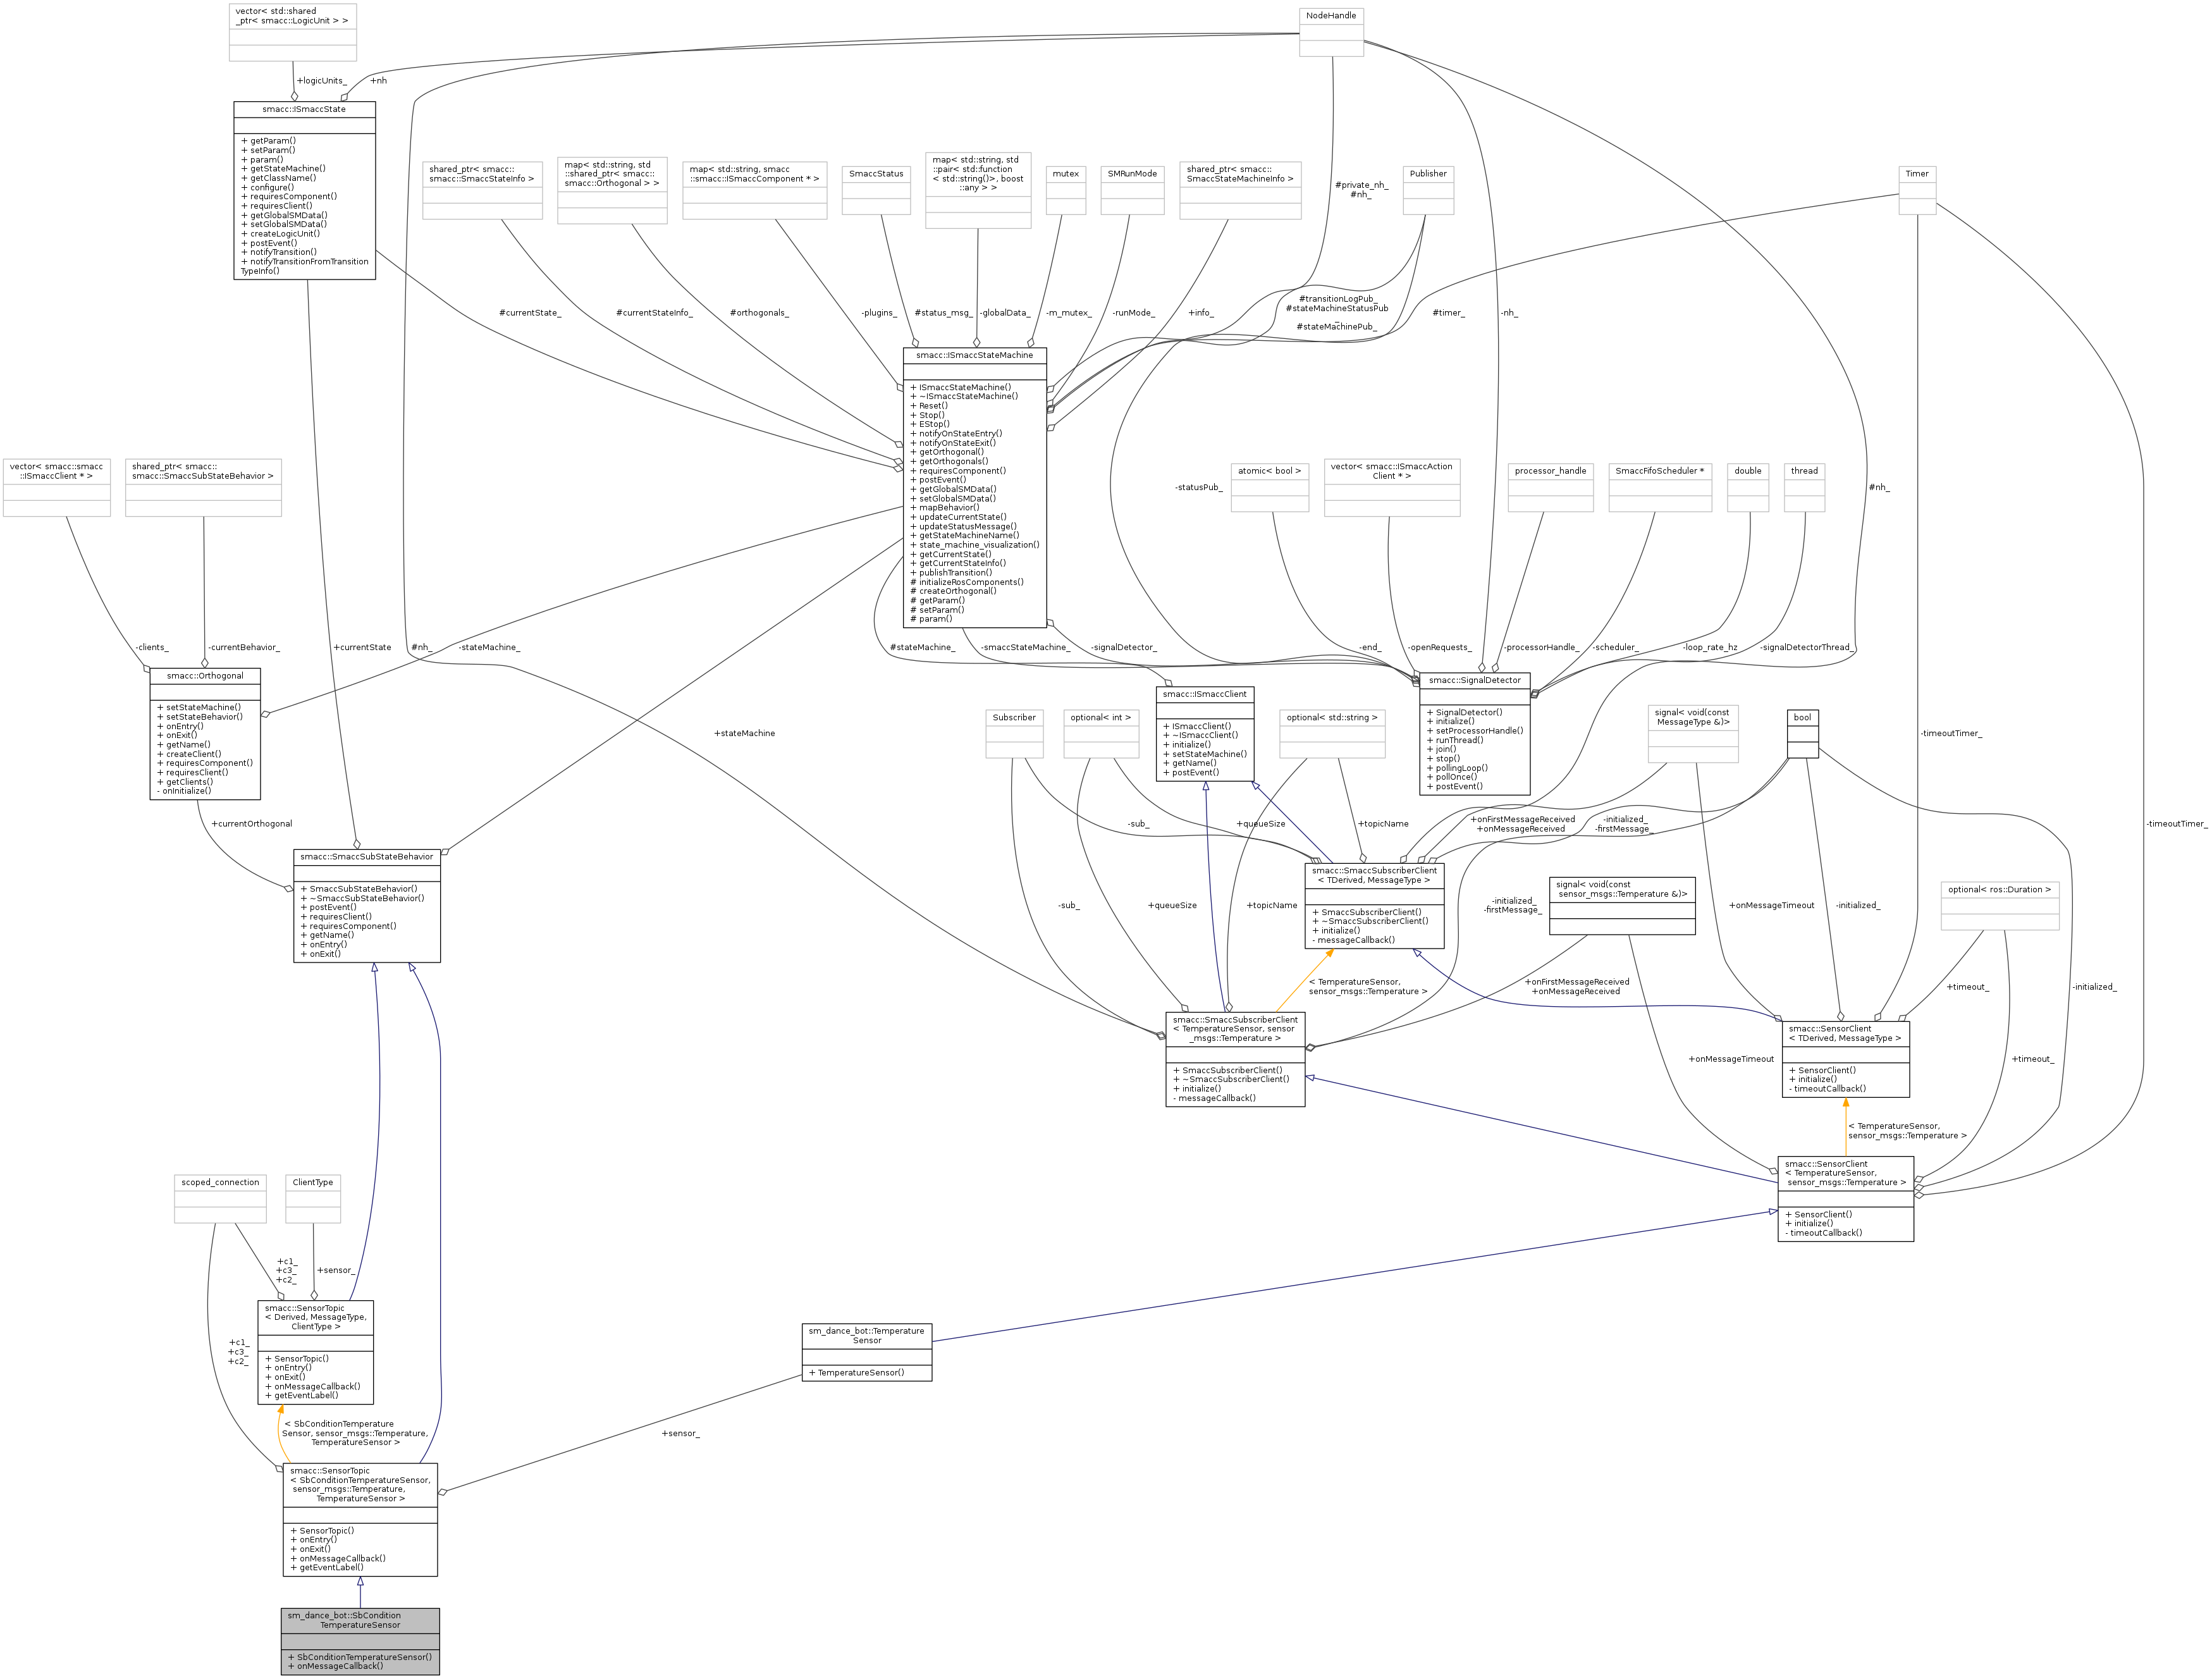 vector< std::shared
_ptr< smacc::LogicUnit > >
NodeHandle
+logicUnits_
+nh
smacc::ISmaccState
+ getParam()
+ setParam()
+ param()
+ getStateMachine()
+ getClassName()
+ configure()
+ requiresComponent()
+ requiresClient()
+ getGlobalSMData()
+ setGlobalSMData()
+ createLogicUnit()
+ postEvent()
+ notifyTransition()
+ notifyTransitionFromTransition
TypeInfo()
shared_ptr< smacc::
smacc::SmaccStateInfo >
map< std::string, std
::shared_ptr< smacc::
smacc::Orthogonal > >
map< std::string, smacc
::smacc::ISmaccComponent * >
SmaccStatus
map< std::string, std
::pair< std::function
< std::string()>, boost
::any > >
mutex
SMRunMode
shared_ptr< smacc::
SmaccStateMachineInfo >
#private_nh_
#nh_
Publisher
Timer
#currentState_
#currentStateInfo_
#orthogonals_
-plugins_
#status_msg_
-globalData_
-m_mutex_
-runMode_
+info_
#transitionLogPub_
#stateMachineStatusPub
_
#stateMachinePub_
#timer_
-nh_
smacc::ISmaccStateMachine
+ ISmaccStateMachine()
+ ~ISmaccStateMachine()
+ Reset()
+ Stop()
+ EStop()
+ notifyOnStateEntry()
+ notifyOnStateExit()
+ getOrthogonal()
+ getOrthogonals()
+ requiresComponent()
+ postEvent()
+ getGlobalSMData()
+ setGlobalSMData()
+ mapBehavior()
+ updateCurrentState()
+ updateStatusMessage()
+ getStateMachineName()
+ state_machine_visualization()
+ getCurrentState()
+ getCurrentStateInfo()
+ publishTransition()
# initializeRosComponents()
# createOrthogonal()
# getParam()
# setParam()
# param()
vector< smacc::smacc
::ISmaccClient * >
shared_ptr< smacc::
smacc::SmaccSubStateBehavior >
-statusPub_
atomic< bool >
vector< smacc::ISmaccAction
Client * >
processor_handle
SmaccFifoScheduler *
double
thread
#nh_
-clients_
-currentBehavior_
+currentState
#nh_
-stateMachine_
#stateMachine_
-smaccStateMachine_
-signalDetector_
-end_
-openRequests_
-processorHandle_
-scheduler_
-loop_rate_hz
-signalDetectorThread_
smacc::Orthogonal
+ setStateMachine()
+ setStateBehavior()
+ onEntry()
+ onExit()
+ getName()
+ createClient()
+ requiresComponent()
+ requiresClient()
+ getClients()
- onInitialize()
+stateMachine
smacc::ISmaccClient
+ ISmaccClient()
+ ~ISmaccClient()
+ initialize()
+ setStateMachine()
+ getName()
+ postEvent()
smacc::SignalDetector
+ SignalDetector()
+ initialize()
+ setProcessorHandle()
+ runThread()
+ join()
+ stop()
+ pollingLoop()
+ pollOnce()
+ postEvent()
Subscriber
optional< int >
optional< std::string >
signal< void(const
MessageType &)>
bool
-timeoutTimer_
+currentOrthogonal
-sub_
+queueSize
+topicName
+onFirstMessageReceived
+onMessageReceived
-initialized_
-firstMessage_
-timeoutTimer_
smacc::SmaccSubStateBehavior
+ SmaccSubStateBehavior()
+ ~SmaccSubStateBehavior()
+ postEvent()
+ requiresClient()
+ requiresComponent()
+ getName()
+ onEntry()
+ onExit()
smacc::SmaccSubscriberClient
< TDerived, MessageType >
+ SmaccSubscriberClient()
+ ~SmaccSubscriberClient()
+ initialize()
- messageCallback()
signal< void(const
sensor_msgs::Temperature &)>
optional< ros::Duration >
-sub_
+queueSize
+topicName
-initialized_
-firstMessage_
+onMessageTimeout
-initialized_
< TemperatureSensor,
sensor_msgs::Temperature >
+onFirstMessageReceived
+onMessageReceived
+timeout_
-initialized_
smacc::SmaccSubscriberClient
< TemperatureSensor, sensor
_msgs::Temperature >
+ SmaccSubscriberClient()
+ ~SmaccSubscriberClient()
+ initialize()
- messageCallback()
smacc::SensorClient
< TDerived, MessageType >
+ SensorClient()
+ initialize()
- timeoutCallback()
+onMessageTimeout
+timeout_
< TemperatureSensor,
sensor_msgs::Temperature >
smacc::SensorClient
< TemperatureSensor,
sensor_msgs::Temperature >
+ SensorClient()
+ initialize()
- timeoutCallback()
scoped_connection
ClientType
+c1_
+c3_
+c2_
+sensor_
smacc::SensorTopic
< Derived, MessageType,
ClientType >
+ SensorTopic()
+ onEntry()
+ onExit()
+ onMessageCallback()
+ getEventLabel()
+c1_
+c3_
+c2_
sm_dance_bot::Temperature
Sensor
+ TemperatureSensor()
< SbConditionTemperature
Sensor, sensor_msgs::Temperature,
TemperatureSensor >
+sensor_
smacc::SensorTopic
< SbConditionTemperatureSensor,
sensor_msgs::Temperature,
TemperatureSensor >
+ SensorTopic()
+ onEntry()
+ onExit()
+ onMessageCallback()
+ getEventLabel()
sm_dance_bot::SbCondition
TemperatureSensor
+ SbConditionTemperatureSensor()
+ onMessageCallback()